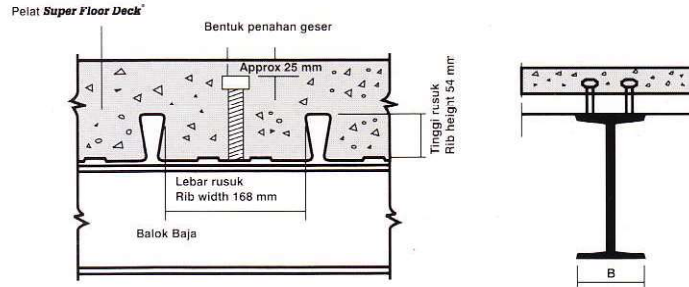 Pelat Super Floor Deck®
Bentuk penahan geser
Approx 25 mm
Tinggi rusuk
Rib height 54 mm
Lebar rusuk
Rib width 168 mm
Balok Baja
B